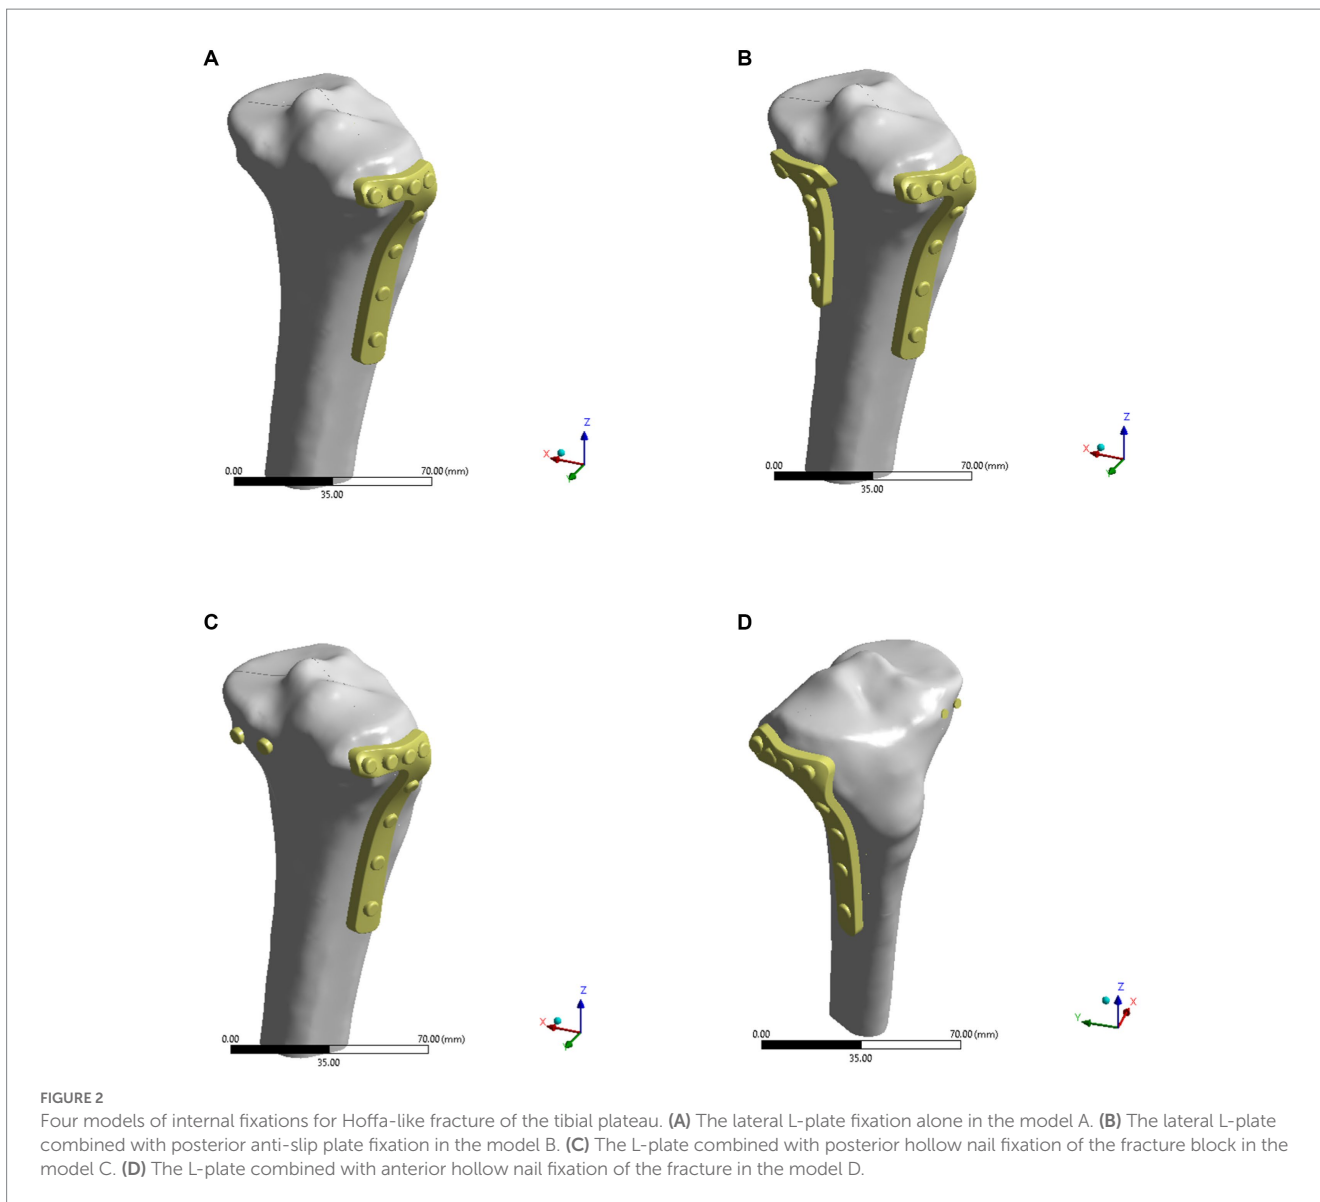 A
B
Z
X
0.00
70.00 (mm)
35.00
Z
X
0.00
70.00 (mm)
35.00
C
D
Z
X
0.00
70.00 (mm)
35.00
Z
X
Y
0.00
70.00 (mm)
35.00
FIGURE 2
Four models of internal fixations for Hoffa-like fracture of the tibial plateau. (A) The lateral L-plate fixation alone in the model A. (B) The lateral L-plate
combined with posterior anti-slip plate fixation in the model B. (C) The L-plate combined with posterior hollow nail fixation of the fracture block in the
model C. (D) The L-plate combined with anterior hollow nail fixation of the fracture in the model D.